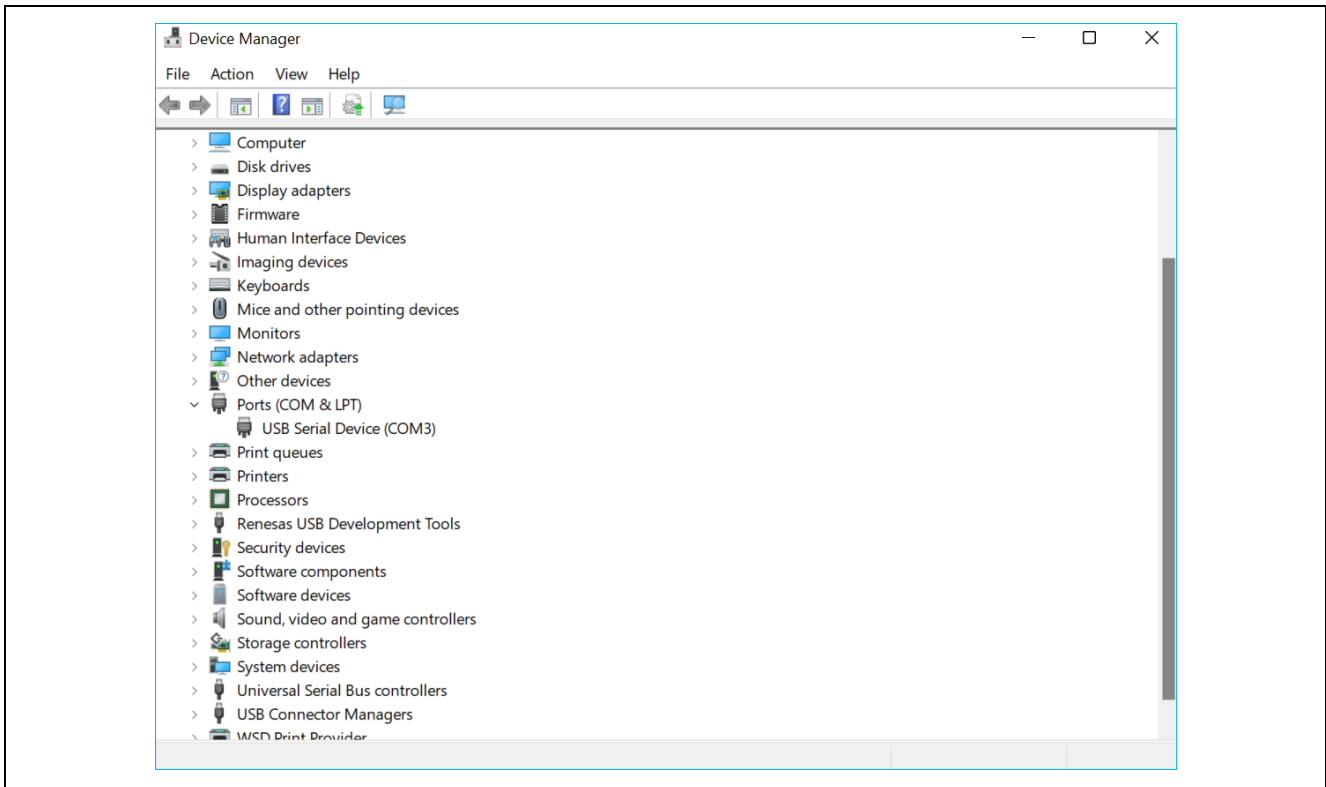 Device Manager
File Action View Help
Computer
Disk drives
Display adapters
Firmware
Human Interface Devices
Imaging devices
Keyboards
Mice and other pointing devices
Monitors
Network adapters
Other devices
Ports (COM & LPT)
USB Serial Device (COM3)
Print queues
Printers
Processors
Renesas USB Development Tools
Security devices
Software components
Software devices
Sound, video and game controllers
Storage controllers
System devices
Universal Serial Bus controllers
USB Connector Managers
WSD Print Provider